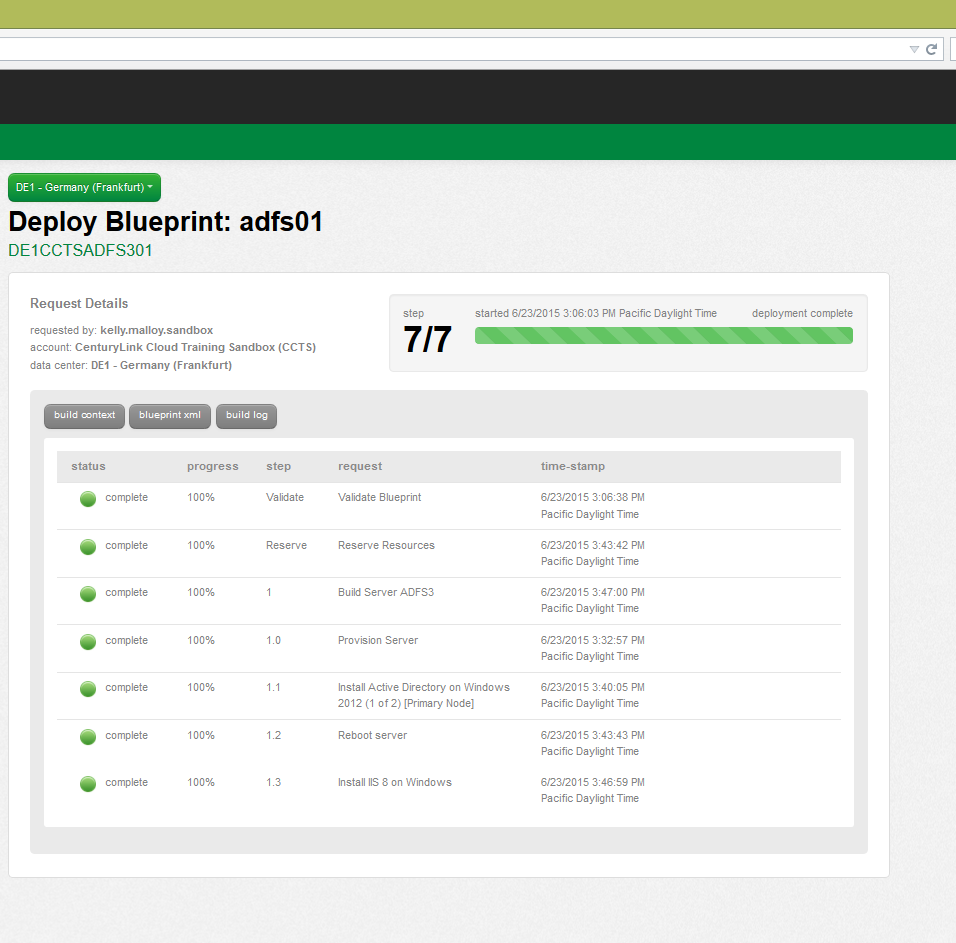 DE1 - Germany (Frankfurt)
Deploy Blueprint: adfs01
DE1CCTSADFS301
Request Details
requested by: kelly.malloy.sandbox
account: CenturyLink Cloud Training Sandbox (CCTS)
data center: DE1 - Germany (Frankfurt)
step started 6/23/2015 3:06:03 PM Pacific Daylight Time deployment complete
7/7
build context blueprint xml build log
status progress step request time-stamp
complete 100% Validate Validate Blueprint 6/23/2015 3:06:38 PM
Pacific Daylight Time
complete 100% Reserve Reserve Resources 6/23/2015 3:43:42 PM
Pacific Daylight Time
complete 100% 1 Build Server ADFS3 6/23/2015 3:47:00 PM
Pacific Daylight Time
complete 100% 1.0 Provision Server 6/23/2015 3:32:57 PM
Pacific Daylight Time
complete 100% 1.1 Install Active Directory on Windows 6/23/2015 3:40:05 PM
2012 (1 of 2) [Primary Node] Pacific Daylight Time
complete 100% 1.2 Reboot server 6/23/2015 3:43:43 PM
Pacific Daylight Time
complete 100% 1.3 Install IIS 8 on Windows 6/23/2015 3:46:59 PM
Pacific Daylight Time